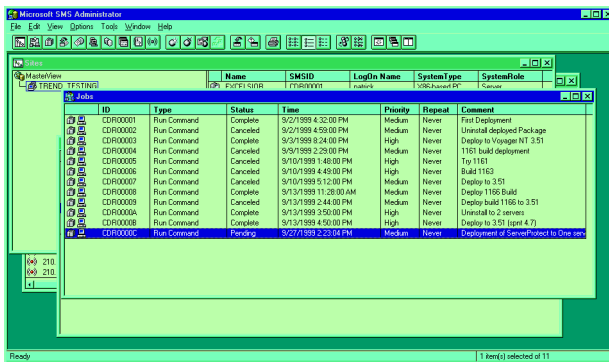 Microsoft SMS Administrator
File Edit View Options Tools Window Help
Sites
MasterView
TREND_TESTING
Name SMSID LogOn Name SystemType SystemRole
EXCELSIOR CDR00001 patrick X86-based PC Server
Jobs
ID Type Status Time Priority Repeat Comment
CDR00001 Run Command Complete 9/2/1999 4:32:00 PM Medium Never First Deployment
CDR00002 Run Command Canceled 9/2/1999 4:59:00 PM Medium Never Uninstall deployed Package
CDR00003 Run Command Complete 9/3/1999 8:24:00 PM High Never Deploy to Voyager NT 3.51
CDR00004 Run Command Canceled 9/9/1999 2:29:00 PM Medium Never 1161 build deployment
CDR00005 Run Command Canceled 9/10/1999 1:48:00 PM High Never Try 1161
CDR00006 Run Command Canceled 9/10/1999 4:49:00 PM High Never Build 1163
CDR00007 Run Command Canceled 9/10/1999 5:12:00 PM Medium Never Deploy to 3.51
CDR00008 Run Command Complete 9/13/1999 11:28:00 AM Medium Never Deploy 1166 Build
CDR00009 Run Command Complete 9/13/1999 2:44:00 PM Medium Never Deploy build 1166 to 3.51
CDR0000A Run Command Complete 9/13/1999 3:50:00 PM High Never Uninstall to 2 servers
CDR0000B Run Command Complete 9/13/1999 4:50:00 PM High Never Deploy to 3.51 (spnt 4.7)
CDR0000C Run Command Pending 9/27/1999 2:23:04 PM Medium Never Deployment of ServerProtect to One serv
210.
210.
Ready
1 item(s) selected of 11